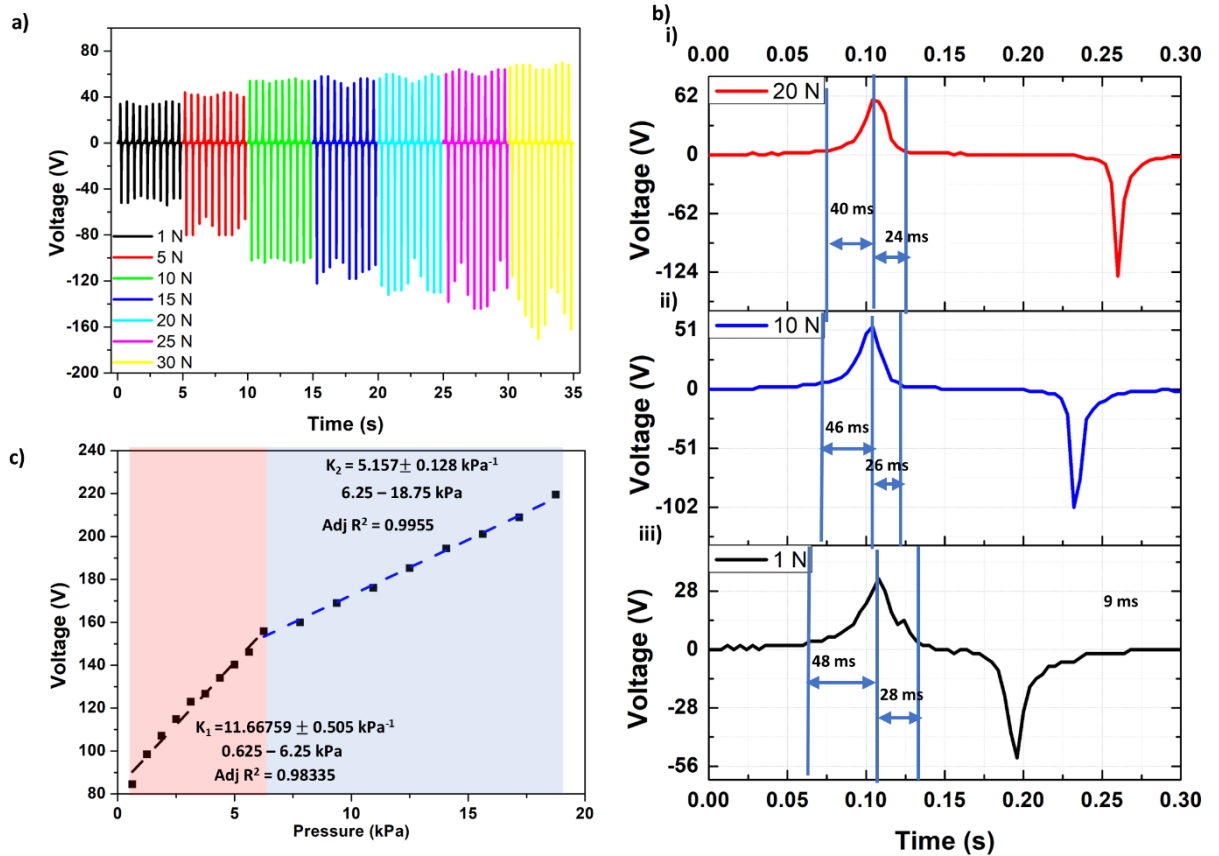 a)
Voltage (V)
80
40
0
-40
-80
-120
-160
-200
1 N
5 N
10 N
15 N
20 N
25 N
30 N
0 5 10 15 20 25 30 35
Time (s)
b)
i)
0.00 0.05 0.10 0.15 0.20 0.25 0.30
20 N
Voltage (V)
62
0
-62
-124
40 ms
24 ms
ii)
10 N
Voltage (V)
51
0
-51
-102
46 ms
26 ms
iii)
1 N
Voltage (V)
28
0
-28
-56
9 ms
48 ms
28 ms
0.00 0.05 0.10 0.15 0.20 0.25 0.30
Time (s)
c)
Voltage (V)
240
220
200
180
160
140
120
100
80
K₂ = 5.157± 0.128 kPa⁻¹
6.25 – 18.75 kPa
Adj R² = 0.9955
K₁ =11.66759 ± 0.505 kPa⁻¹
0.625 – 6.25 kPa
Adj R² = 0.98335
0 5 10 15 20
Pressure (kPa)